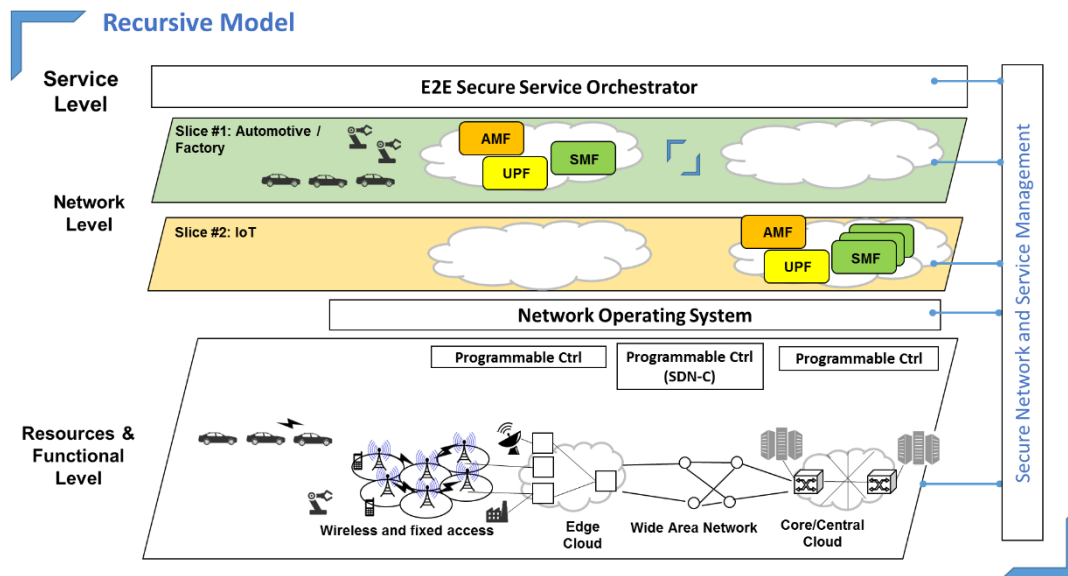 Recursive Model
Service
Level
E2E Secure Service Orchestrator
Slice #1: Automotive /
Factory
AMF
UPF
SMF
Network
Level
Slice #2: IoT
AMF
UPF
SMF
Network Operating System
Programmable Ctrl
Programmable Ctrl
(SDN-C)
Programmable Ctrl
Resources &
Functional
Level
Wireless and fixed access
Edge
Cloud
Wide Area Network
Core/Central
Cloud
Secure Network and Service Management